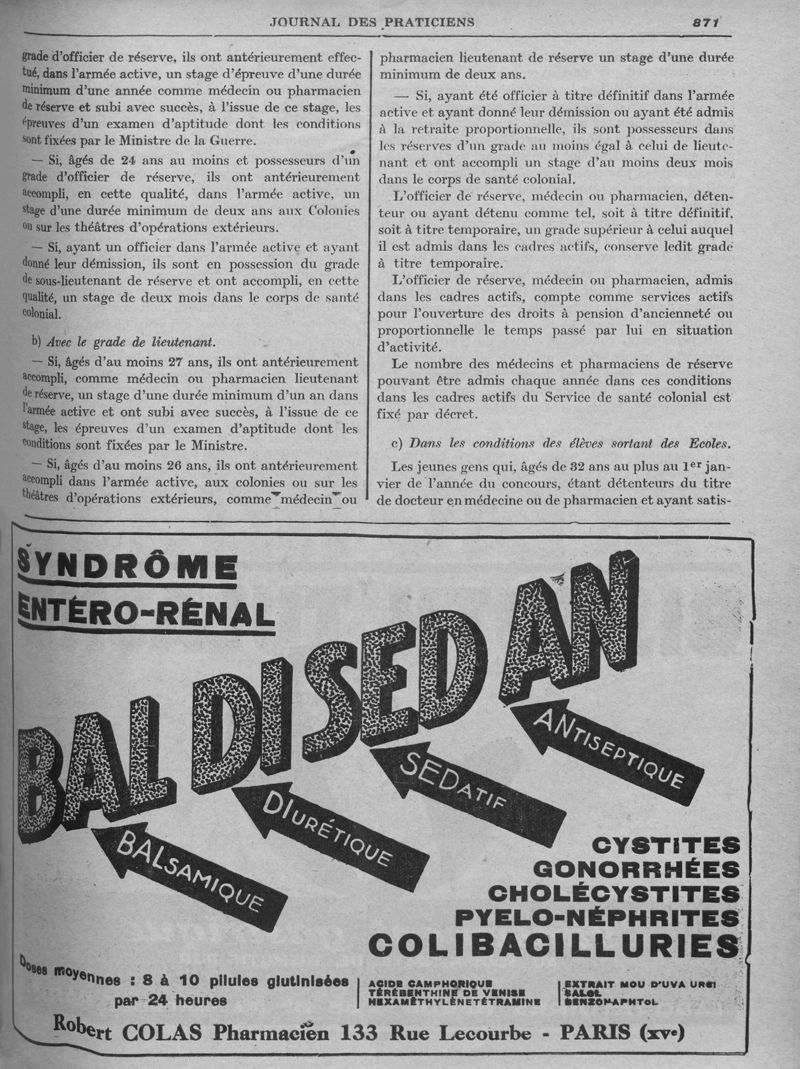 JOURNAL DES PRATICIENS 871
grade d'officier de réserve, ils ont antérieurement effec-
tué, dans l'armée active, un stage d'épreuve d'une durée
minimum d'une année comme médecin ou pharmacien
de réserve et subi avec succès, à l'issue de ce stage, les
épreuves d'un examen d'aptitude dont les conditions
sont fixées par le Ministre de la Guerre.
— Si, âgés de 24 ans au moins et possesseurs d'un
grade d'officier de réserve, ils ont antérieurement
accompli, en cette qualité, dans l'armée active, un
stage d'une durée minimum de deux ans aux Colonies
ou sur les théâtres d'opérations extérieurs.
— Si, ayant un officier dans l'armée active et ayant
donné leur démission, ils sont en possession du grade
de sous-lieutenant de réserve et ont accompli, en cette
qualité, un stage de deux mois dans le corps de santé
colonial.
b) Avec le grade de lieutenant.
— Si, âgés d'au moins 27 ans, ils ont antérieurement
accompli, comme médecin ou pharmacien lieutenant
de réserve, un stage d'une durée minimum d'un an dans
l'armée active et ont subi avec succès, à l'issue de ce
stage, les épreuves d'un examen d'aptitude dont les
conditions sont fixées par le Ministre.
— Si, âgés d'au moins 26 ans, ils ont antérieurement
accompli dans l'armée active, aux colonies ou sur les
théâtres d'opérations extérieurs, comme médecin ou
pharmacien lieutenant de réserve un stage d'une durée
minimum de deux ans.
— Si, ayant été officier à titre définitif dans l'armée
active et ayant donné leur démission ou ayant été admis
à la retraite proportionnelle, ils sont possesseurs dans
les réserves d'un grade au moins égal à celui de lieute-
nant et ont accompli un stage d'au moins deux mois
dans le corps de santé colonial.
L'officier de réserve, médecin ou pharmacien, déten-
teur ou ayant détenu comme tel, soit à titre définitif,
soit à titre temporaire, un grade supérieur à celui auquel
il est admis dans les cadres actifs, conserve ledit grade
à titre temporaire.
L'officier de réserve, médecin ou pharmacien, admis
dans les cadres actifs, compte comme services actifs
pour l'ouverture des droits à pension d'ancienneté ou
proportionnelle le temps passé par lui en situation
d'activité.
Le nombre des médecins et pharmaciens de réserve
pouvant être admis chaque année dans ces conditions
dans les cadres actifs du Service de santé colonial est
fixé par décret.
c) Dans les conditions des élèves sortant des Ecoles.
Les jeunes gens qui, âgés de 32 ans au plus au 1er jan-
vier de l'année du concours, étant détenteurs du titre
de docteur en médecine ou de pharmacien et ayant satis-
SYNDRÔME
ENTÉRO-RÉNAL
BALDISEDAN
BALSAMIQUE
DIURÉTIQUE
SEDATIF
ANTISEPTIQUE
CYSTITES
GONORRHÉES
CHOLÉCYSTITES
PYELO-NÉPHRITES
COLIBACILLURIES
Doses moyennes : 8 à 10 pilules glutinisées
par 24 heures
ACIDE CAMPHORIQUE
TÉRÉBENTHINE DE VENISE
HEXAMÉTHYLÈNETÉTRAMINE
EXTRAIT MOU D'UVA URSI
SALOL
BENZONAPHTOL
Robert COLAS Pharmacien 133 Rue Lecourbe - PARIS (XVe)